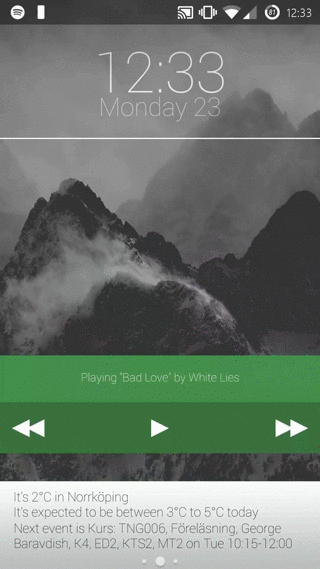 81 12:33
12:33
Monday 23
Playing "Bad Love" by White Lies
It's 2°C in Norrköping
It's expected to be between 3°C to 5°C today
Next event is Kurs: TNG006, Föreläsning, George
Baravdish, K4, ED2, KTS2, MT2 on Tue 10:15-12:00